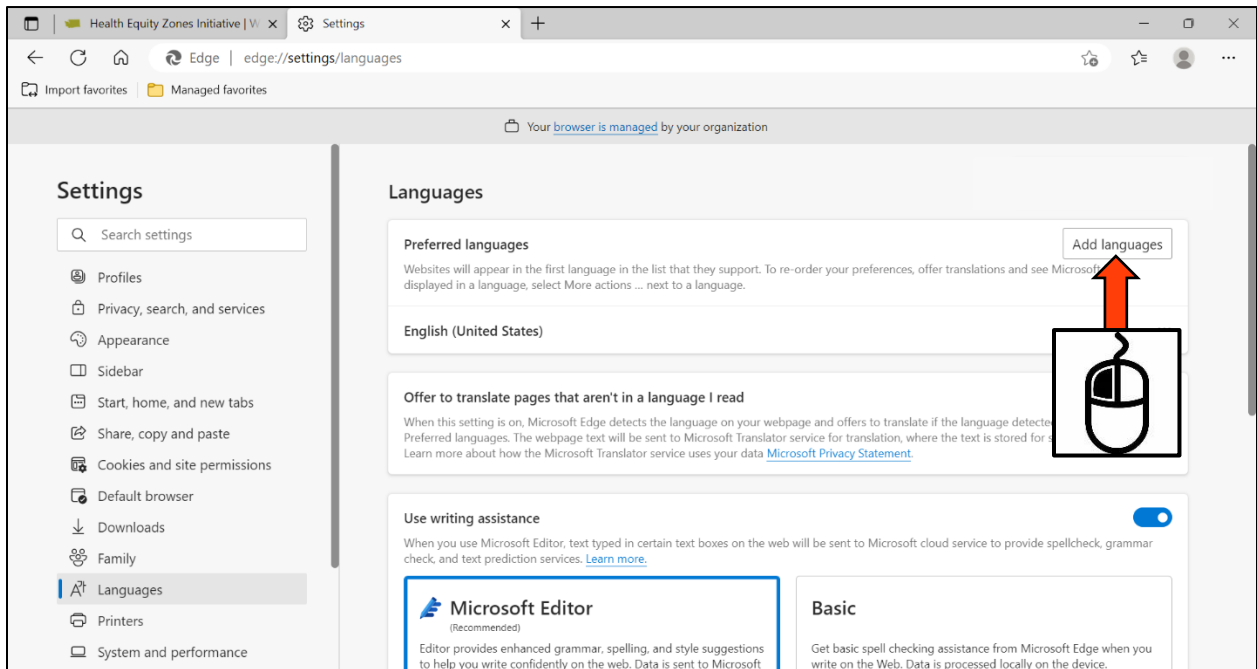 Health Equity Zones Initiative | W
Settings
Edge | edge://settings/languages
Import favorites
Managed favorites
Your browser is managed by your organization
Settings
Search settings
Profiles
Privacy, search, and services
Appearance
Sidebar
Start, home, and new tabs
Share, copy and paste
Cookies and site permissions
Default browser
Downloads
Family
Languages
Printers
System and performance
Languages
Preferred languages
Add languages
Websites will appear in the first language in the list that they support. To re-order your preferences, offer translations and see Microsoft
displayed in a language, select More actions ... next to a language.
English (United States)
Offer to translate pages that aren't in a language I read
When this setting is on, Microsoft Edge detects the language on your webpage and offers to translate if the language detected
Preferred languages. The webpage text will be sent to Microsoft Translator service for translation, where the text is stored for
Learn more about how the Microsoft Translator service uses your data Microsoft Privacy Statement.
Use writing assistance
When you use Microsoft Editor, text typed in certain text boxes on the web will be sent to Microsoft cloud service to provide spellcheck, grammar
check, and text prediction services. Learn more.
Microsoft Editor
(Recommended)
Editor provides enhanced grammar, spelling, and style suggestions
to help you write confidently on the web. Data is sent to Microsoft
Basic
Get basic spell checking assistance from Microsoft Edge when you
write on the Web. Data is processed locally on the device.